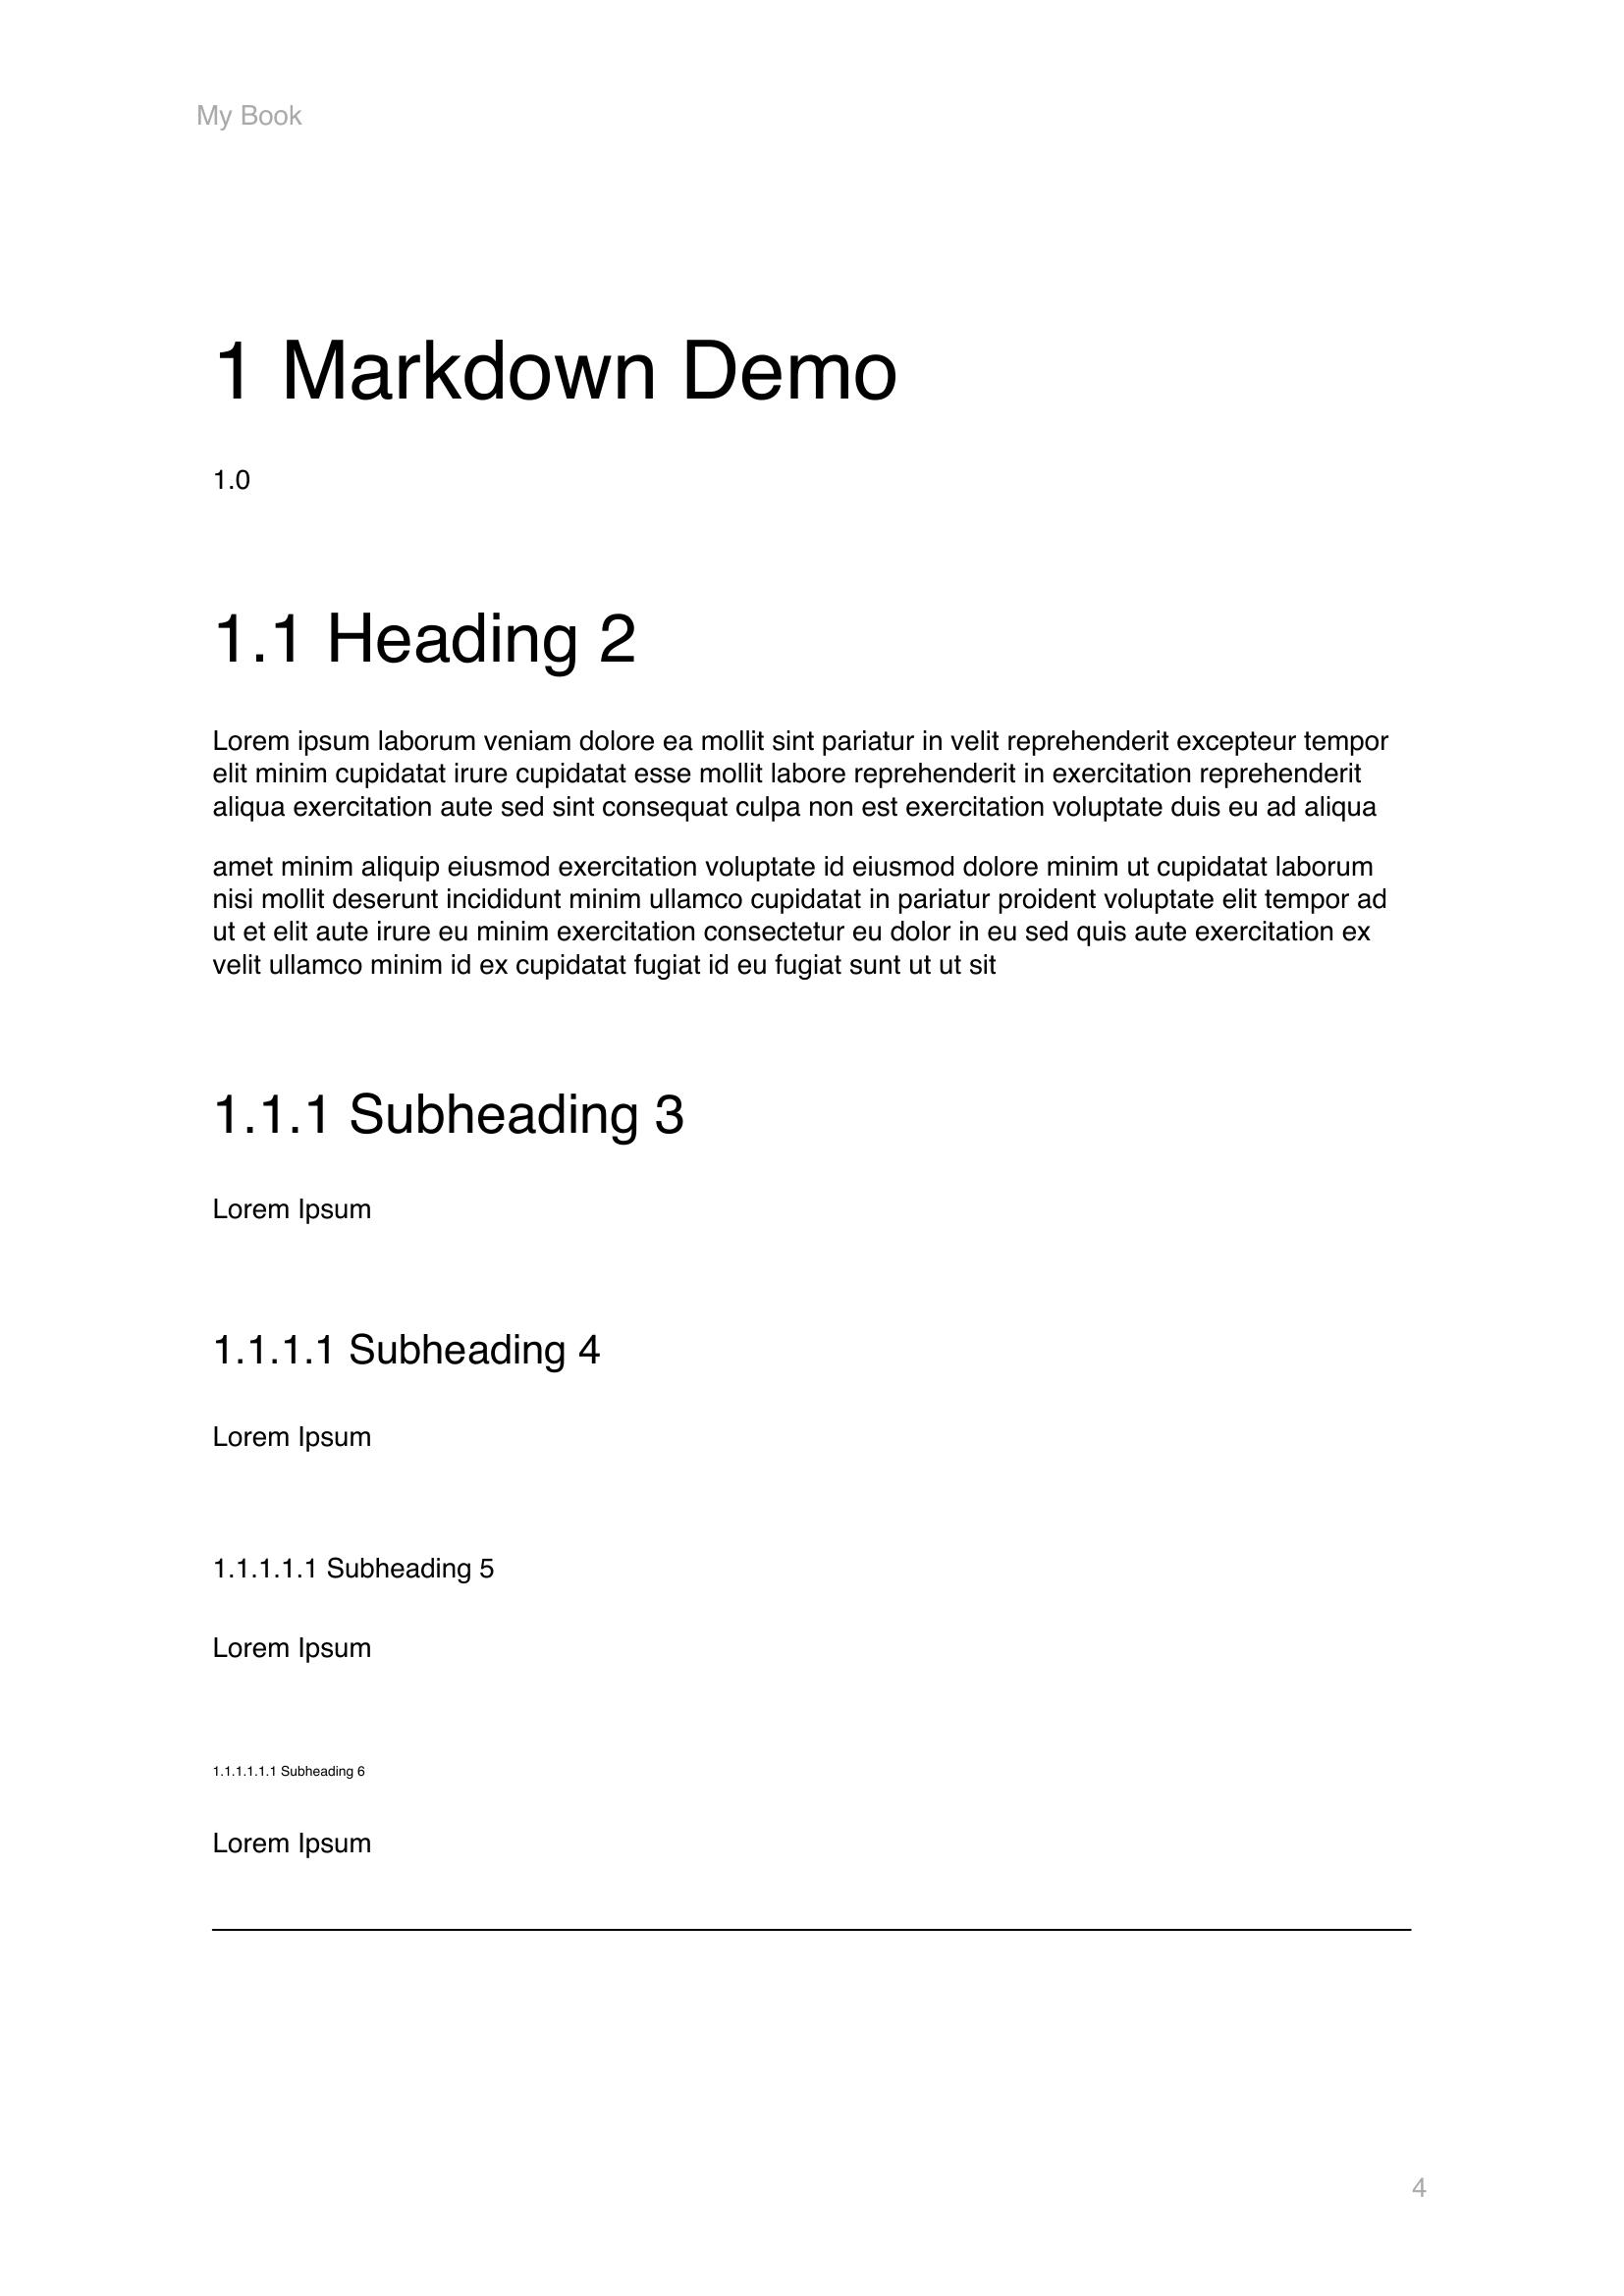 My Book
1 Markdown Demo
1.0
1.1 Heading 2
Lorem ipsum laborum veniam dolore ea mollit sint pariatur in velit reprehenderit excepteur tempor
elit minim cupidatat irure cupidatat esse mollit labore reprehenderit in exercitation reprehenderit
aliqua exercitation aute sed sint consequat culpa non est exercitation voluptate duis eu ad aliqua
amet minim aliquip eiusmod exercitation voluptate id eiusmod dolore minim ut cupidatat laborum
nisi mollit deserunt incididunt minim ullamco cupidatat in pariatur proident voluptate elit tempor ad
ut et elit aute irure eu minim exercitation consectetur eu dolor in eu sed quis aute exercitation ex
velit ullamco minim id ex cupidatat fugiat id eu fugiat sunt ut ut sit
1.1.1 Subheading 3
Lorem Ipsum
1.1.1.1 Subheading 4
Lorem Ipsum
1.1.1.1.1 Subheading 5
Lorem Ipsum
1.1.1.1.1.1 Subheading 6
Lorem Ipsum
4